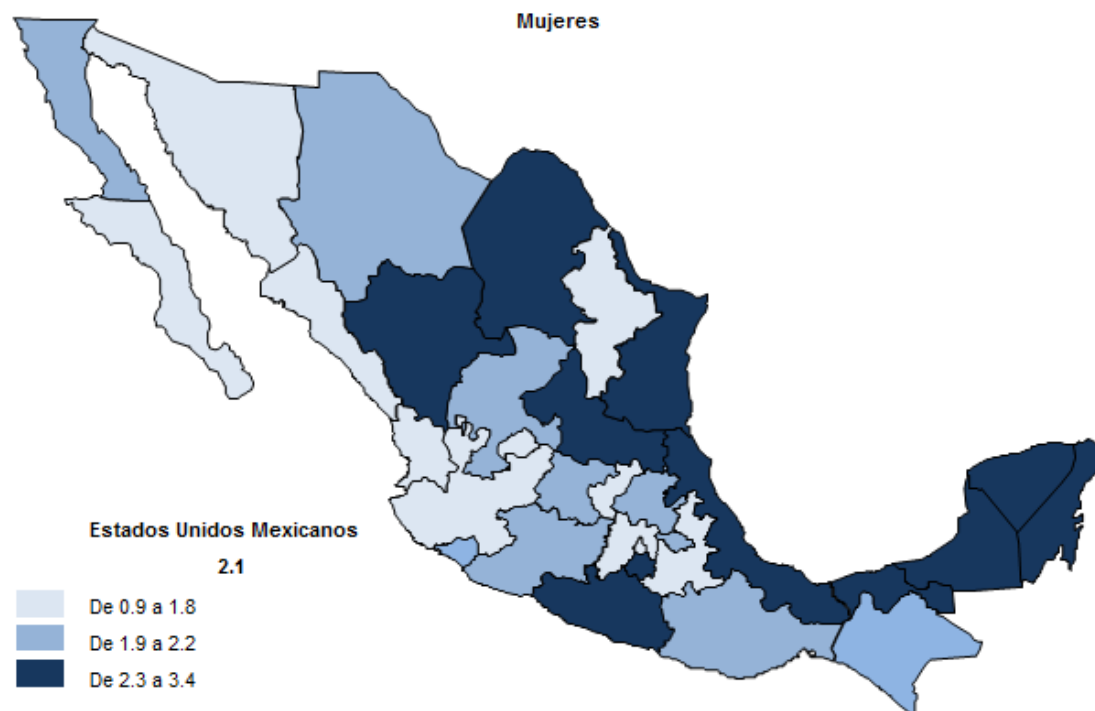 Mujeres
Estados Unidos Mexicanos
2.1
De 0.9 a 1.8
De 1.9 a 2.2
De 2.3 a 3.4